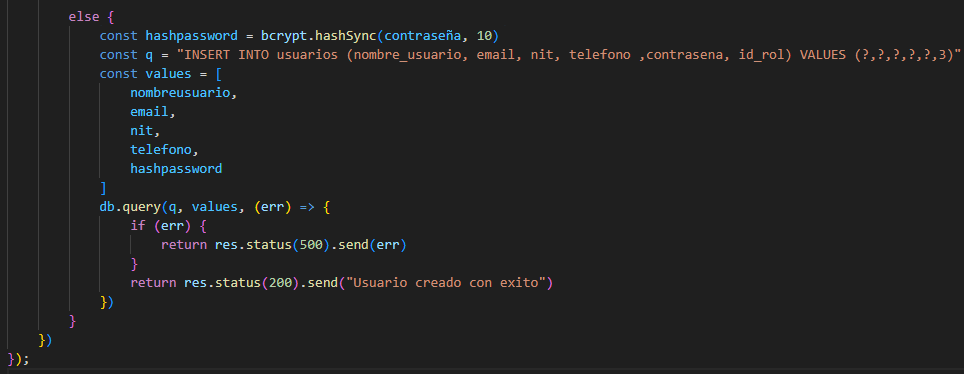 else {
const hashpassword = bcrypt.hashSync(contraseña, 10)
const q = "INSERT INTO usuarios (nombre_usuario, email, nit, telefono ,contrasena, id_rol) VALUES (?,?,?,?,?,3)"
const values = [
nombreusuario,
email,
nit,
telefono,
hashpassword
]
db.query(q, values, (err) => {
if (err) {
return res.status(500).send(err)
}
return res.status(200).send("Usuario creado con exito")
})
}
})
});